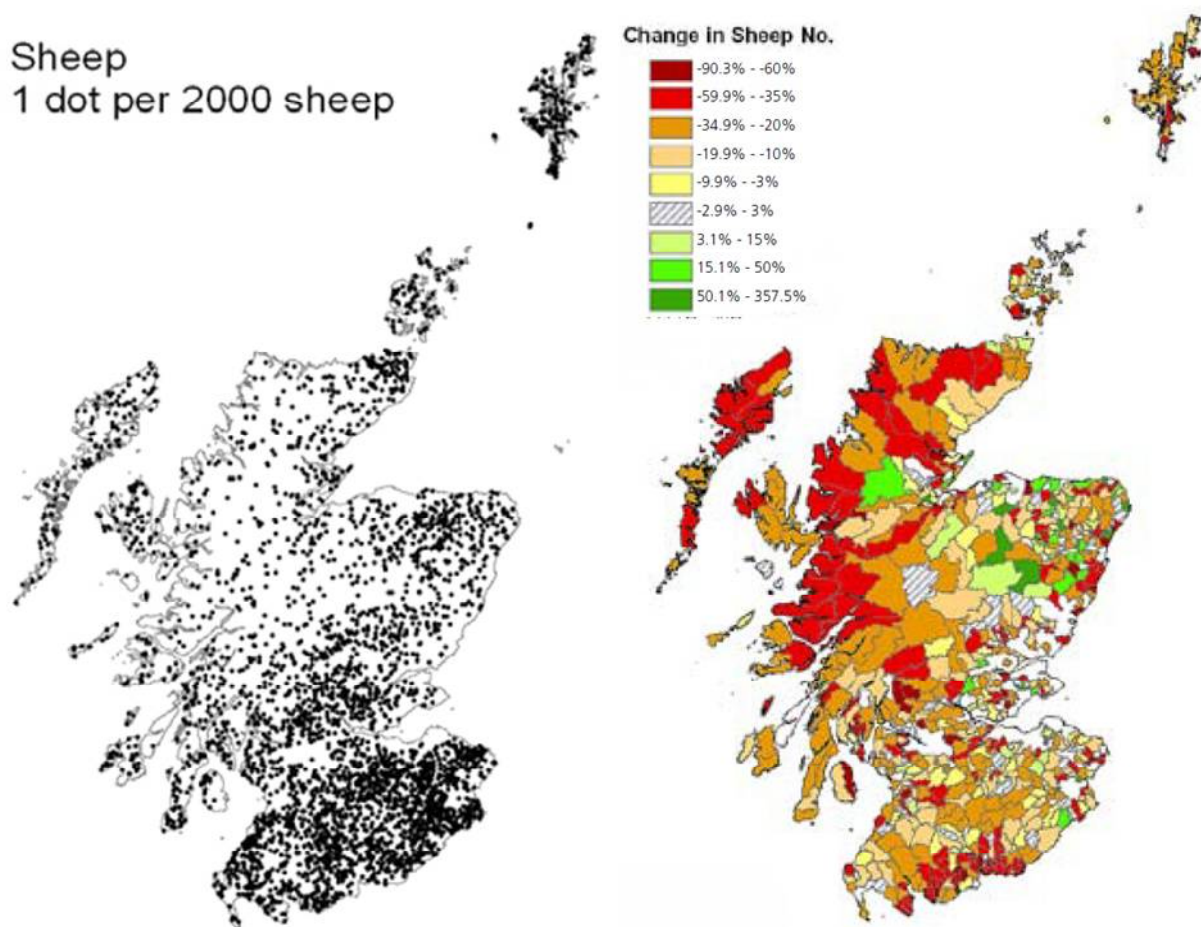 Sheep
1 dot per 2000 sheep
Change in Sheep No.
-90.3% - -60%
-59.9% - -35%
-34.9% - -20%
-19.9% - -10%
-9.9% - -3%
-2.9% - 3%
3.1% - 15%
15.1% - 50%
50.1% - 357.5%